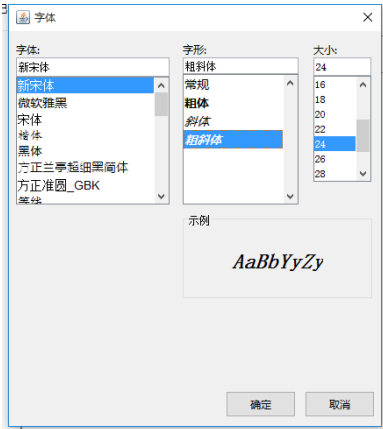 字体
字体:
字形:
大小:
新宋体
粗斜体
24
新宋体
微软雅黑
宋体
楷体
黑体
方正兰亭超细黑简体
方正准圆_GBK
等线
常规
粗体
斜体
粗斜体
16
18
20
22
24
26
28
示例
AaBbYyZy
确定
取消